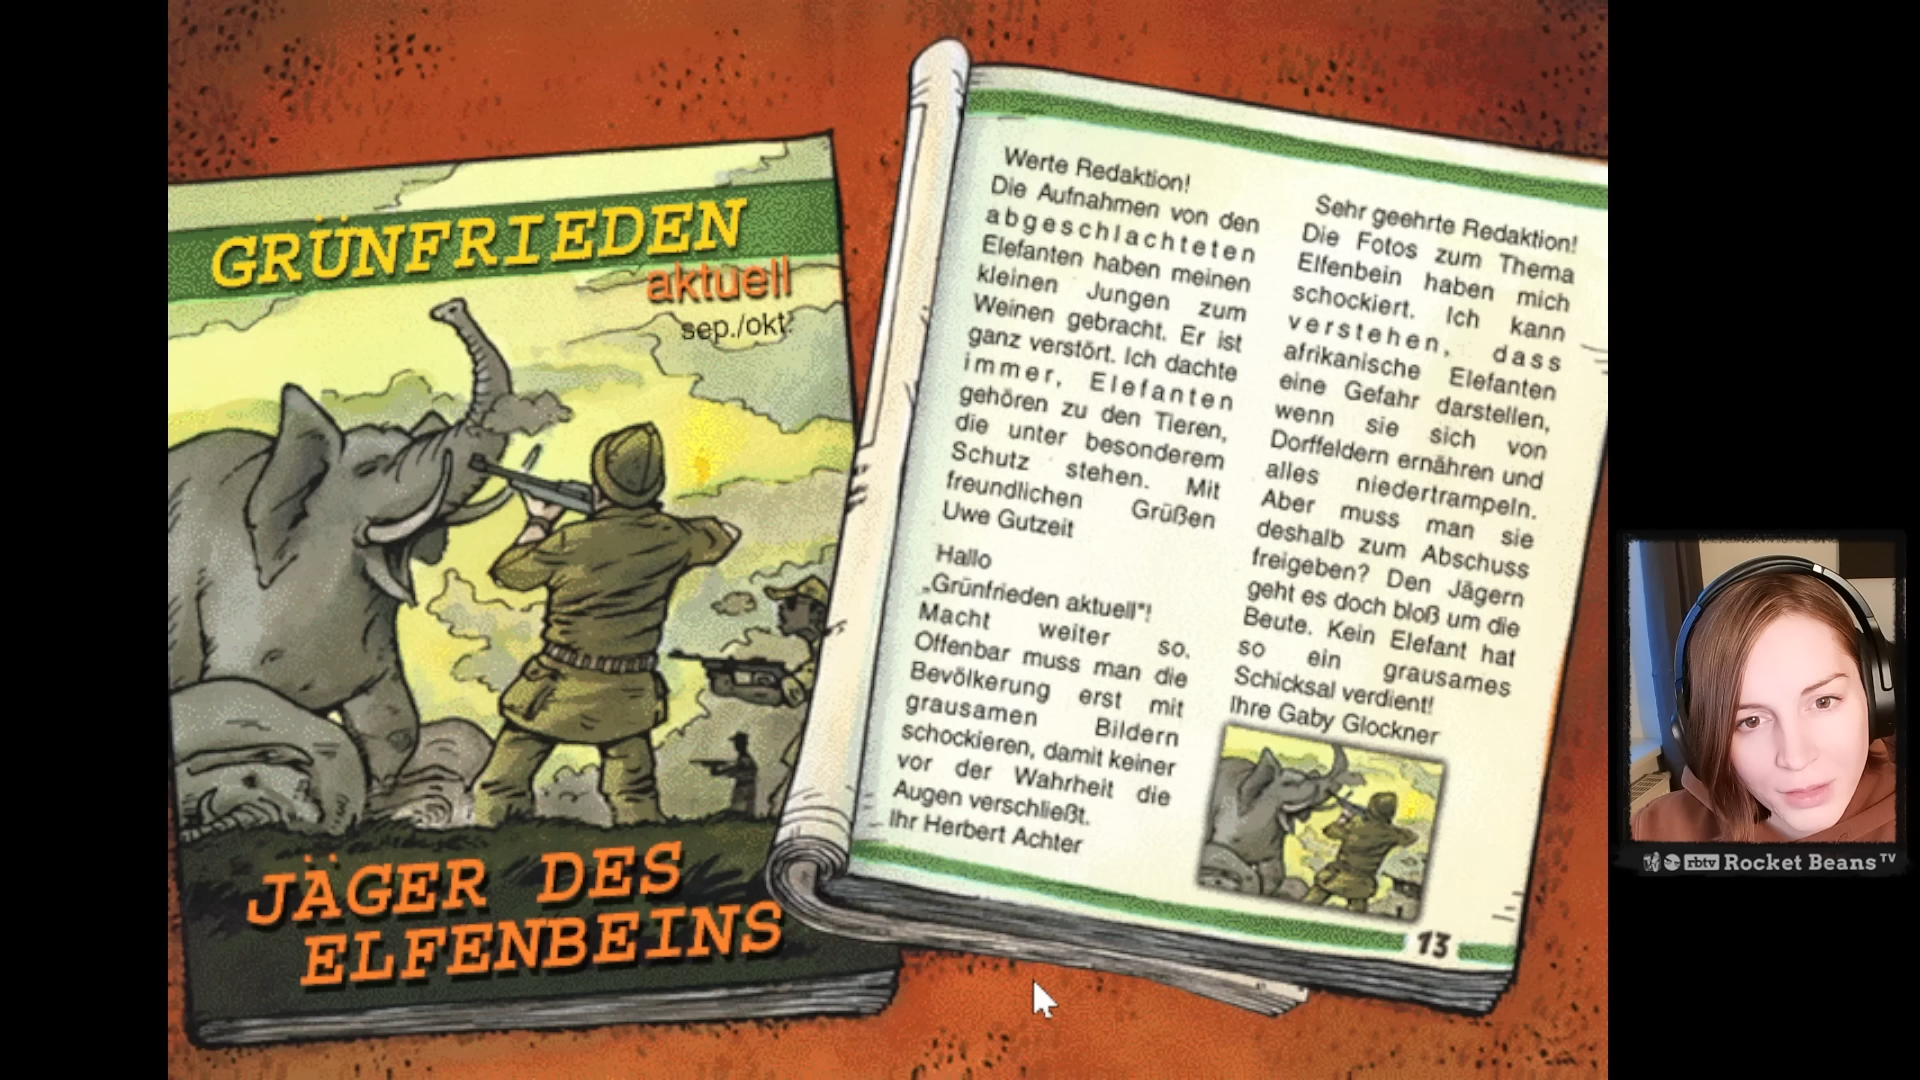 GRÜNFRIEDEN
aktuell
sep./okt.
JÄGER DES
ELFENBEINS
Werte Redaktion!
Die Aufnahmen von den
abgeschlachteten
Elefanten haben meinen
kleinen Jungen zum
Weinen gebracht. Er ist
ganz verstört. Ich dachte
immer, Elefanten
gehören zu den Tieren,
die unter besonderem
Schutz stehen. Mit
freundlichen Grüßen
Uwe Gutzeit
Hallo
„Grünfrieden aktuell“!
Macht weiter so.
Offenbar muss man die
Bevölkerung erst mit
grausamen Bildern
schockieren, damit keiner
vor der Wahrheit die
Augen verschließt.
Ihr Herbert Achter
Sehr geehrte Redaktion!
Die Fotos zum Thema
Elfenbein haben mich
schockiert. Ich kann
verstehen, dass
afrikanische Elefanten
eine Gefahr darstellen,
wenn sie sich von
Dorffeldern ernähren und
alles niedertrampeln.
Aber muss man sie
deshalb zum Abschuss
freigeben? Den Jägern
geht es doch bloß um die
Beute. Kein Elefant hat
so ein grausames
Schicksal verdient!
Ihre Gaby Glockner
13
rbtv Rocket Beans TV